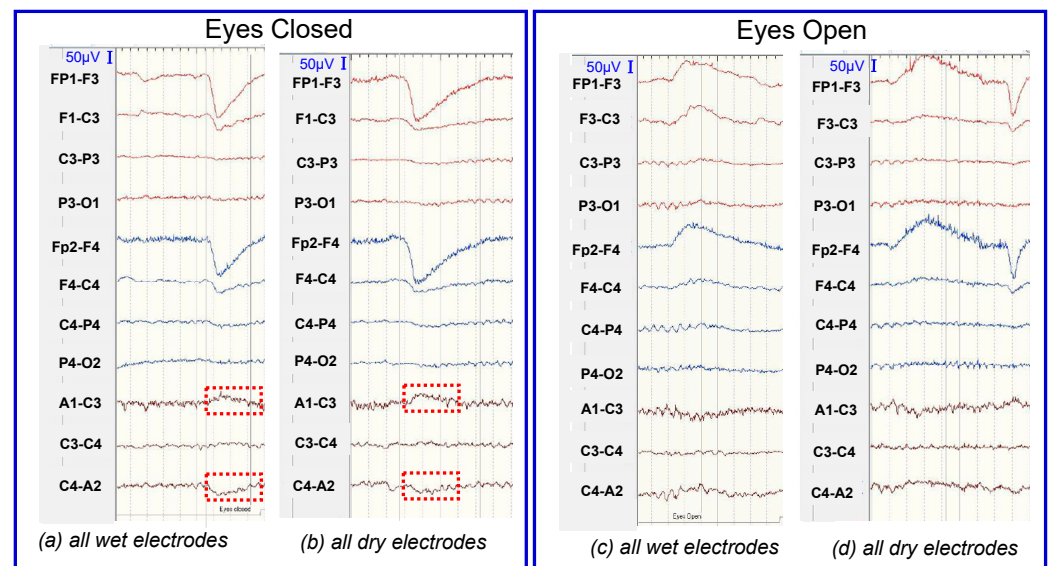 Eyes Closed
50µV
FP1-F3
F1-C3
C3-P3
P3-O1
Fp2-F4
F4-C4
C4-P4
P4-O2
A1-C3
C3-C4
C4-A2
Eyes closed
(a) all wet electrodes
50µV
FP1-F3
F1-C3
C3-P3
P3-O1
Fp2-F4
F4-C4
C4-P4
P4-O2
A1-C3
C3-C4
C4-A2
(b) all dry electrodes
Eyes Open
50µV
FP1-F3
F3-C3
C3-P3
P3-O1
Fp2-F4
F4-C4
C4-P4
P4-O2
A1-C3
C3-C4
C4-A2
Eyes Open
(c) all wet electrodes
50µV
FP1-F3
F3-C3
C3-P3
P3-O1
Fp2-F4
F4-C4
C4-P4
P4-O2
A1-C3
C3-C4
C4-A2
(d) all dry electrodes